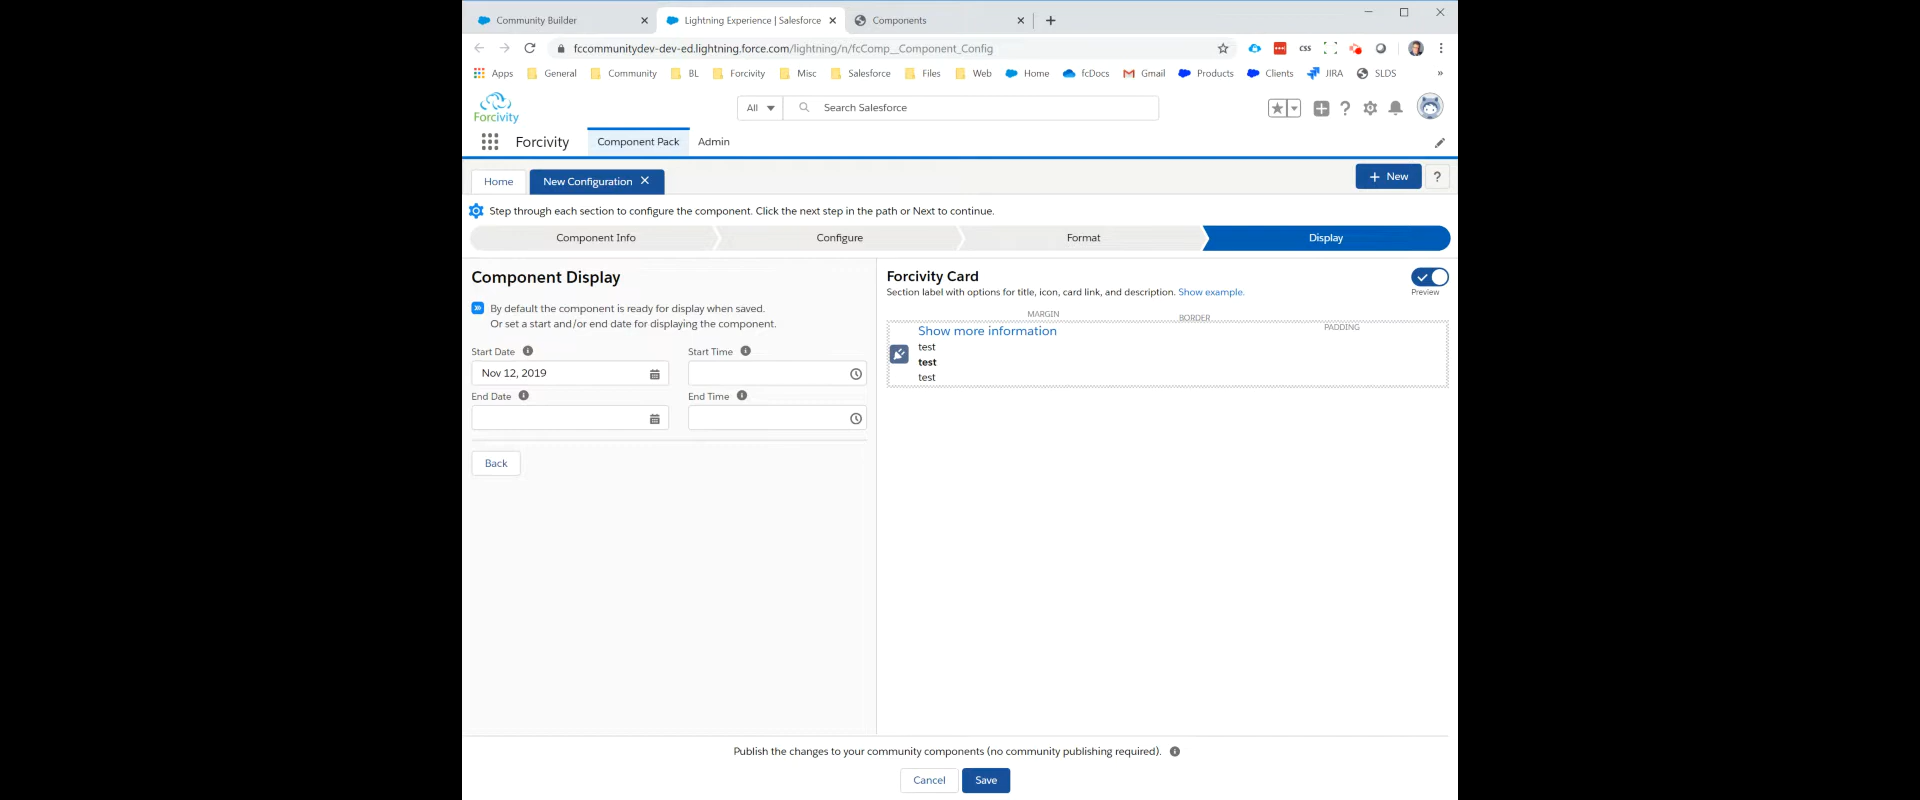 Community Builder
Lightning Experience | Salesforce
Components
fccommunitydev-dev-ed.lightning.force.com/lightning/n/fcComp__Component_Config
css
Apps General Community BL Forcivity Misc Salesforce Files Web Home fcDocs Gmail Products Clients JIRA SLDS »
Forcivity
All
Search Salesforce
Forcivity Component Pack Admin
Home New Configuration
+ New ?
Step through each section to configure the component. Click the next step in the path or Next to continue.
Component Info Configure Format Display
Component Display
By default the component is ready for display when saved.
Or set a start and/or end date for displaying the component.
Start Date Start Time
Nov 12, 2019
End Date End Time
Back
Forcivity Card
Section label with options for title, icon, card link, and description. Show example.
Preview
MARGIN
BORDER
PADDING
Show more information
test
test
test
Publish the changes to your community components (no community publishing required).
Cancel Save